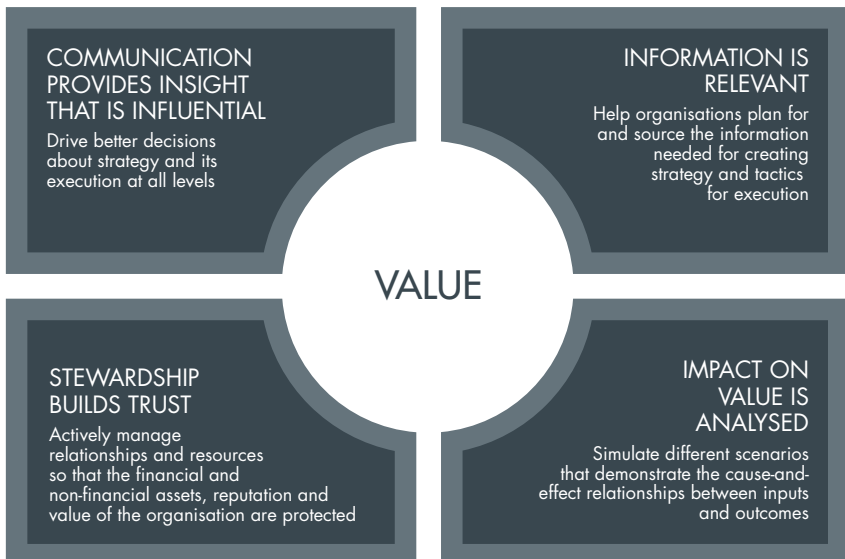 COMMUNICATION
PROVIDES INSIGHT
THAT IS INFLUENTIAL
Drive better decisions
about strategy and its
execution at all levels
INFORMATION IS
RELEVANT
Help organisations plan for
and source the information
needed for creating
strategy and tactics
for execution
VALUE
STEWARDSHIP
BUILDS TRUST
Actively manage
relationships and resources
so that the financial and
non-financial assets, reputation and
value of the organisation are protected
IMPACT ON
VALUE IS
ANALYSED
Simulate different scenarios
that demonstrate the cause-and-
effect relationships between inputs
and outcomes